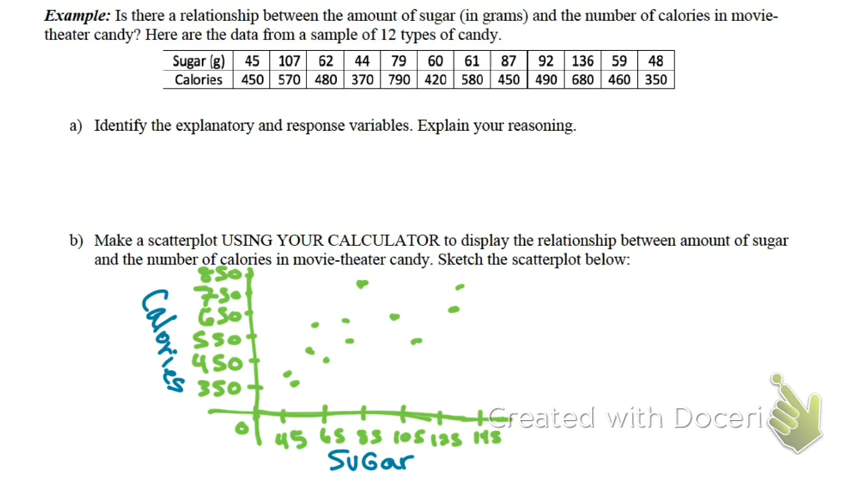 Example: Is there a relationship between the amount of sugar (in grams) and the number of calories in movie-
theater candy? Here are the data from a sample of 12 types of candy.
Sugar (g) 45 107 62 44 79 60 61 87 92 136 59 48
Calories 450 570 480 370 790 420 580 450 490 680 460 350
a) Identify the explanatory and response variables. Explain your reasoning.
b) Make a scatterplot USING YOUR CALCULATOR to display the relationship between amount of sugar
and the number of calories in movie-theater candy. Sketch the scatterplot below:
Calories
850
750
650
550
450
350
0 45 65 85 105 125 145
SUGar
Created with Doceri